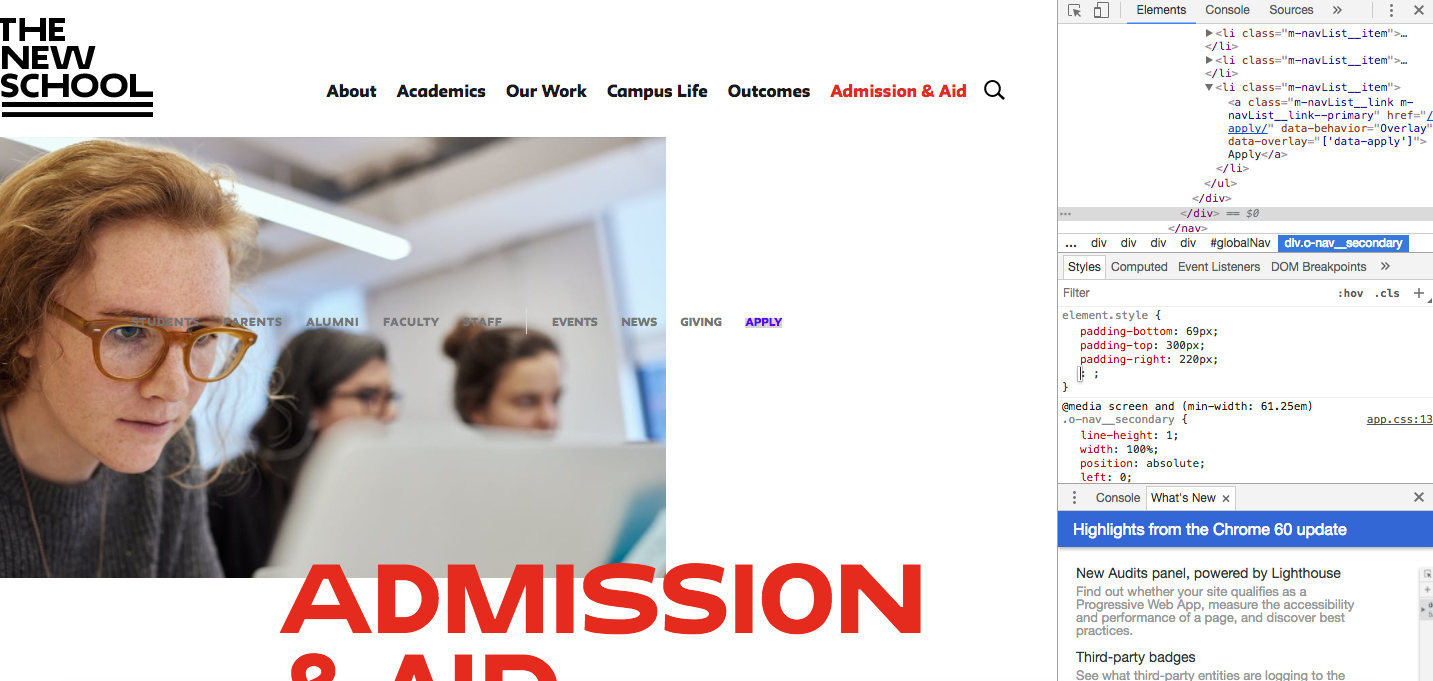 THE
NEW
SCHOOL
About Academics Our Work Campus Life Outcomes Admission & Aid
STUDENTS PARENTS ALUMNI FACULTY STAFF EVENTS NEWS GIVING APPLY
ADMISSION
& AID
Elements Console Sources »
<li class="m-navList__item">…
</li>
<li class="m-navList__item">…
</li>
<li class="m-navList__item">
<a class="m-navList__link m-
navList__link--primary" href="/
apply/" data-behavior="Overlay"
data-overlay="['data-apply']">
Apply</a>
</li>
</ul>
</div>
… </div> == $0
</nav>
... div div div div #globalNav div.o-nav__secondary
Styles Computed Event Listeners DOM Breakpoints »
Filter :hov .cls +
element.style {
padding-bottom: 69px;
padding-top: 300px;
padding-right: 220px;
: ;
}
@media screen and (min-width: 61.25em)
.o-nav__secondary { app.css:13
line-height: 1;
width: 100%;
position: absolute;
left: 0;
Console What's New ×
Highlights from the Chrome 60 update
New Audits panel, powered by Lighthouse
Find out whether your site qualifies as a
Progressive Web App, measure the accessibility
and performance of a page, and discover best
practices.
Third-party badges
See what third-party entities are logging to the